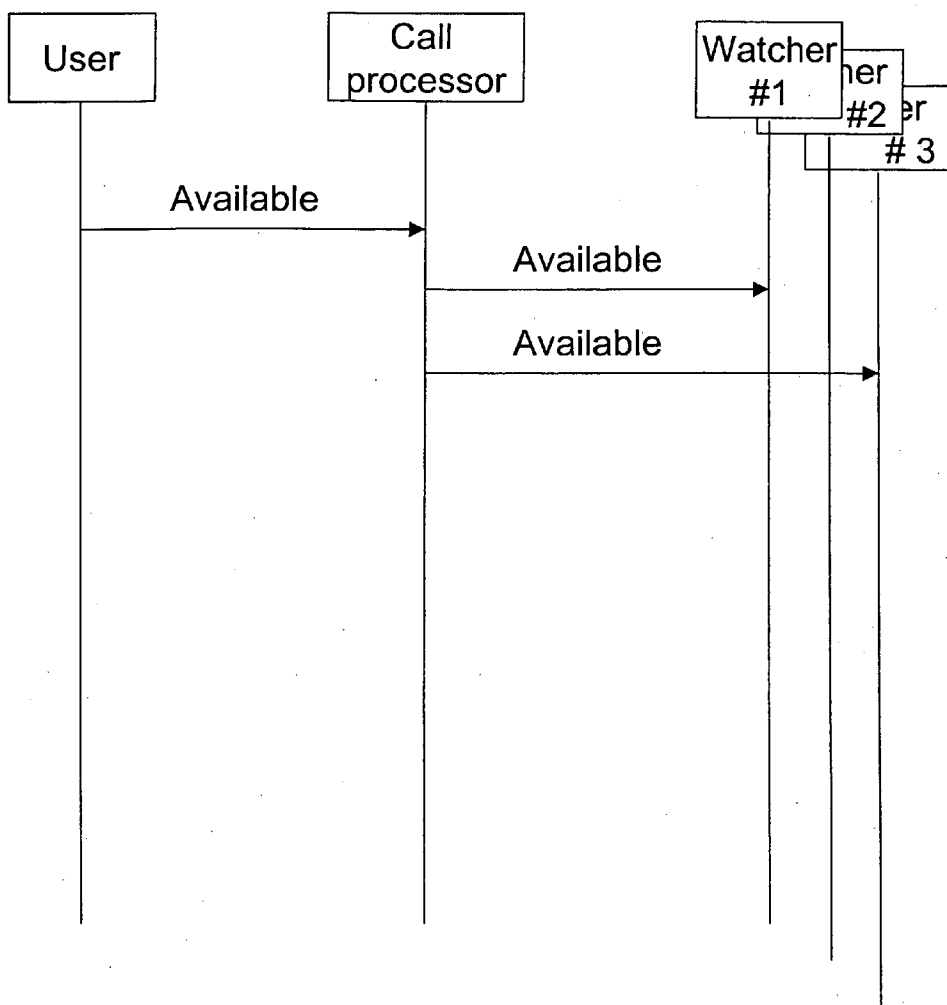 User
Call
processor
Watcher
#1
her
#2
er
# 3
Available
Available
Available